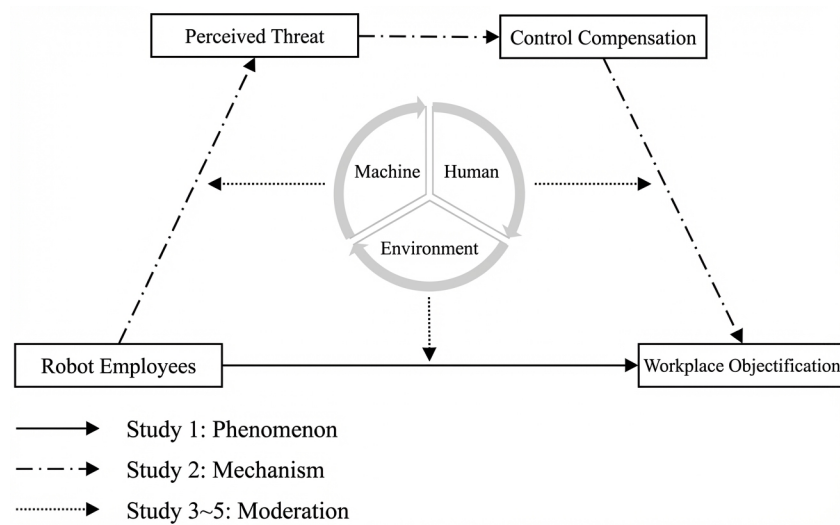 Perceived Threat
Control Compensation
Machine
Human
Environment
Robot Employees
Workplace Objectification
Study 1: Phenomenon
Study 2: Mechanism
Study 3~5: Moderation